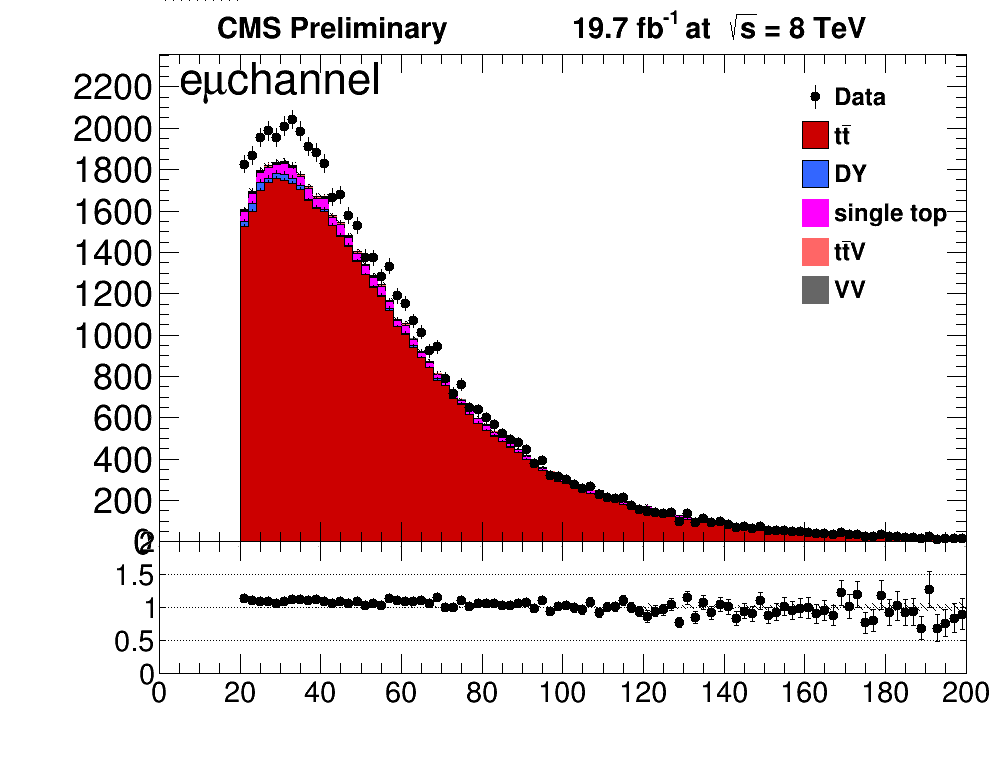 CMS Preliminary 19.7 fb⁻¹ at √s = 8 TeV
eμchannel
Data
tt̄
DY
single top
tt̄V
VV
2200
2000
1800
1600
1400
1200
1000
800
600
400
200
0
2
1.5
1
0.5
0
0 20 40 60 80 100 120 140 160 180 200